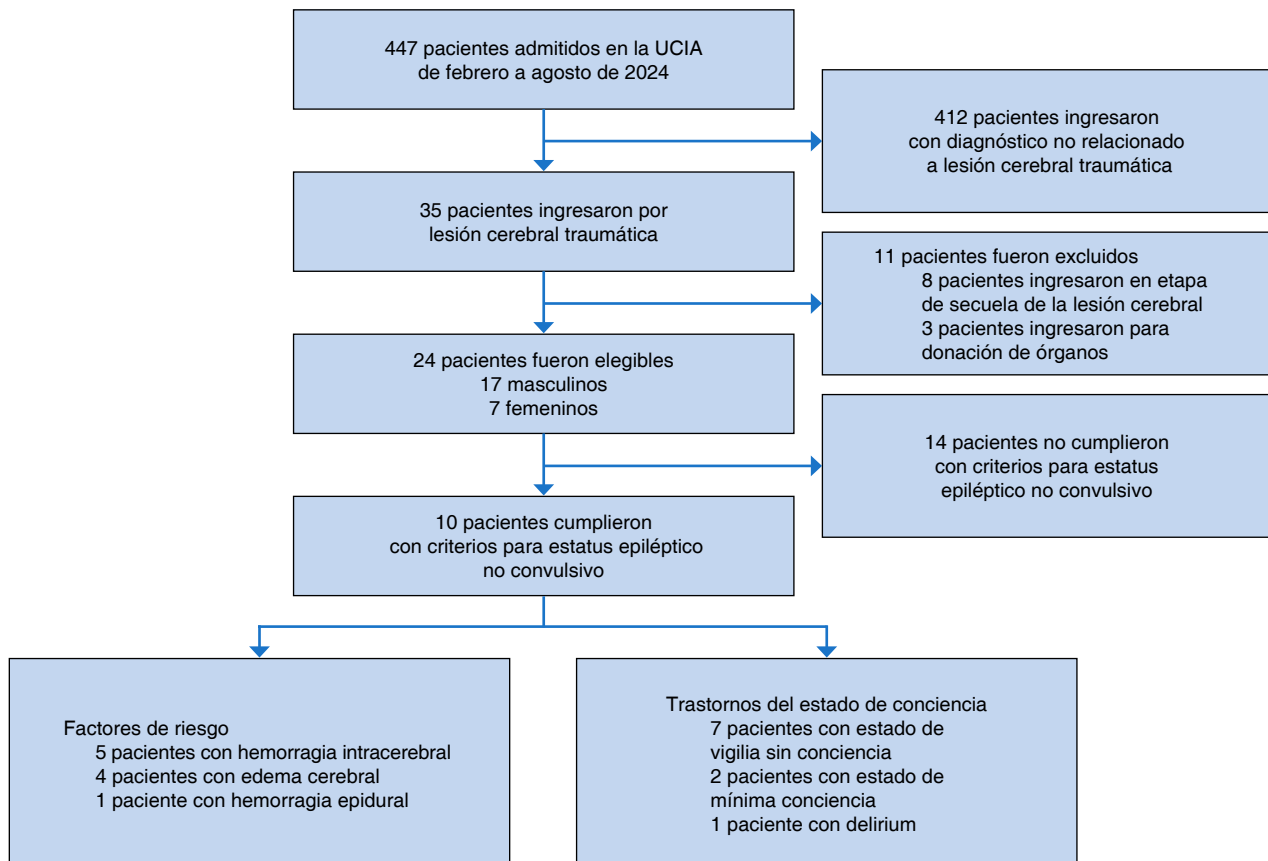 447 pacientes admitidos en la UCIA
de febrero a agosto de 2024
412 pacientes ingresaron
con diagnóstico no relacionado
a lesión cerebral traumática
35 pacientes ingresaron por
lesión cerebral traumática
11 pacientes fueron excluidos
8 pacientes ingresaron en etapa
de secuela de la lesión cerebral
3 pacientes ingresaron para
donación de órganos
24 pacientes fueron elegibles
17 masculinos
7 femeninos
14 pacientes no cumplieron
con criterios para estatus
epiléptico no convulsivo
10 pacientes cumplieron
con criterios para estatus epiléptico
no convulsivo
Factores de riesgo
5 pacientes con hemorragia intracerebral
4 pacientes con edema cerebral
1 paciente con hemorragia epidural
Trastornos del estado de conciencia
7 pacientes con estado de
vigilia sin conciencia
2 pacientes con estado de
mínima conciencia
1 paciente con delirium